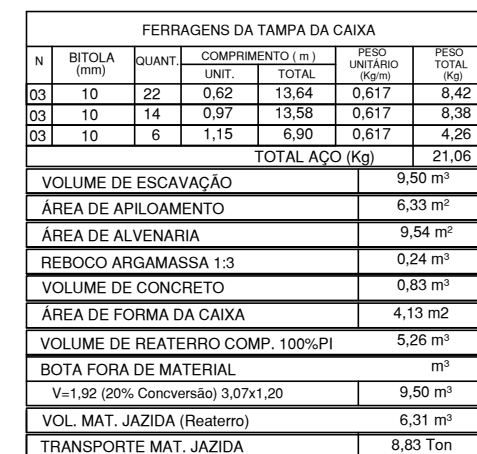 FERRAGENS DA TAMPA DA CAIXA
N BITOLA (mm) QUANT. COMPRIMENTO ( m ) UNIT. TOTAL PESO UNITÁRIO (Kg/m) PESO TOTAL (Kg)
03 10 22 0,62 13,64 0,617 8,42
03 10 14 0,97 13,58 0,617 8,38
03 10 6 1,15 6,90 0,617 4,26
TOTAL AÇO (Kg) 21,06
VOLUME DE ESCAVAÇÃO 9,50 m³
ÁREA DE APILOAMENTO 6,33 m²
ÁREA DE ALVENARIA 9,54 m²
REBOCO ARGAMASSA 1:3 0,24 m³
VOLUME DE CONCRETO 0,83 m³
ÁREA DE FORMA DA CAIXA 4,13 m2
VOLUME DE REATERRO COMP. 100%PI 5,26 m³
BOTA FORA DE MATERIAL m³
V=1,92 (20% Concversão) 3,07x1,20 9,50 m³
VOL. MAT. JAZIDA (Reaterro) 6,31 m³
TRANSPORTE MAT. JAZIDA 8,83 Ton